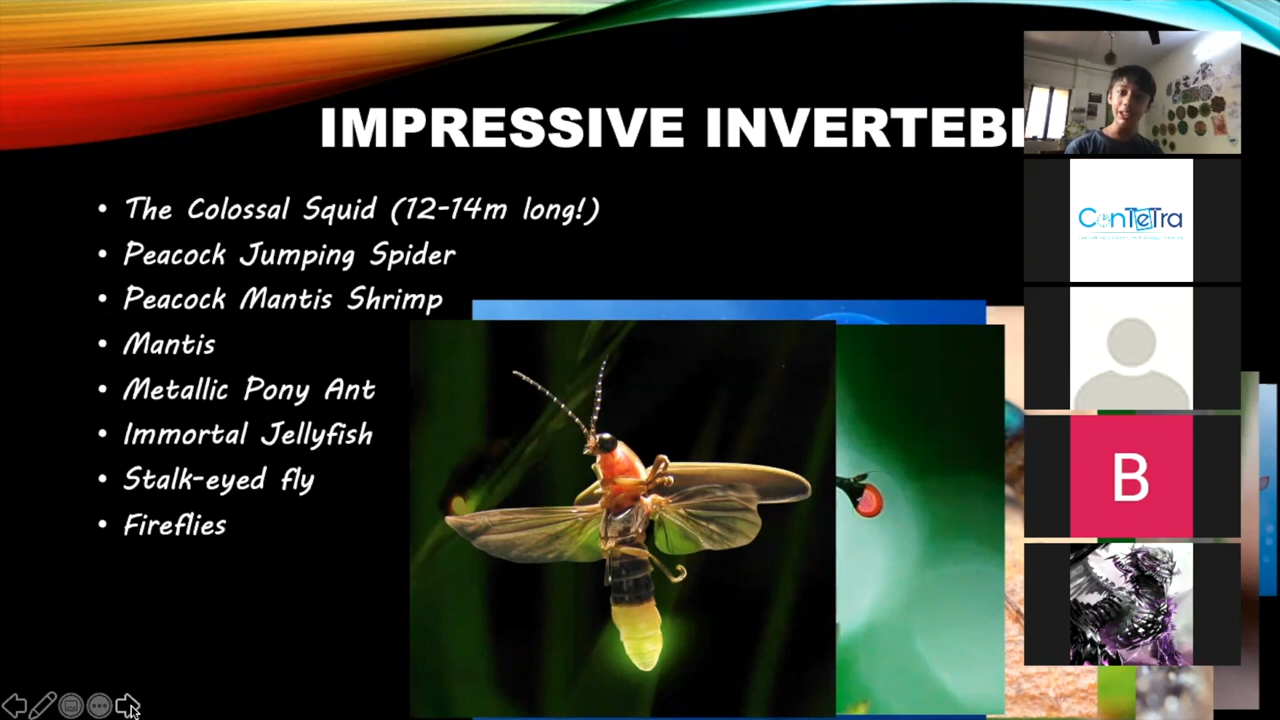 IMPRESSIVE INVERTEB
• The Colossal Squid (12-14m long!)
• Peacock Jumping Spider
• Peacock Mantis Shrimp
• Mantis
• Metallic Pony Ant
• Immortal Jellyfish
• Stalk-eyed fly
• Fireflies
ConTeTra
B